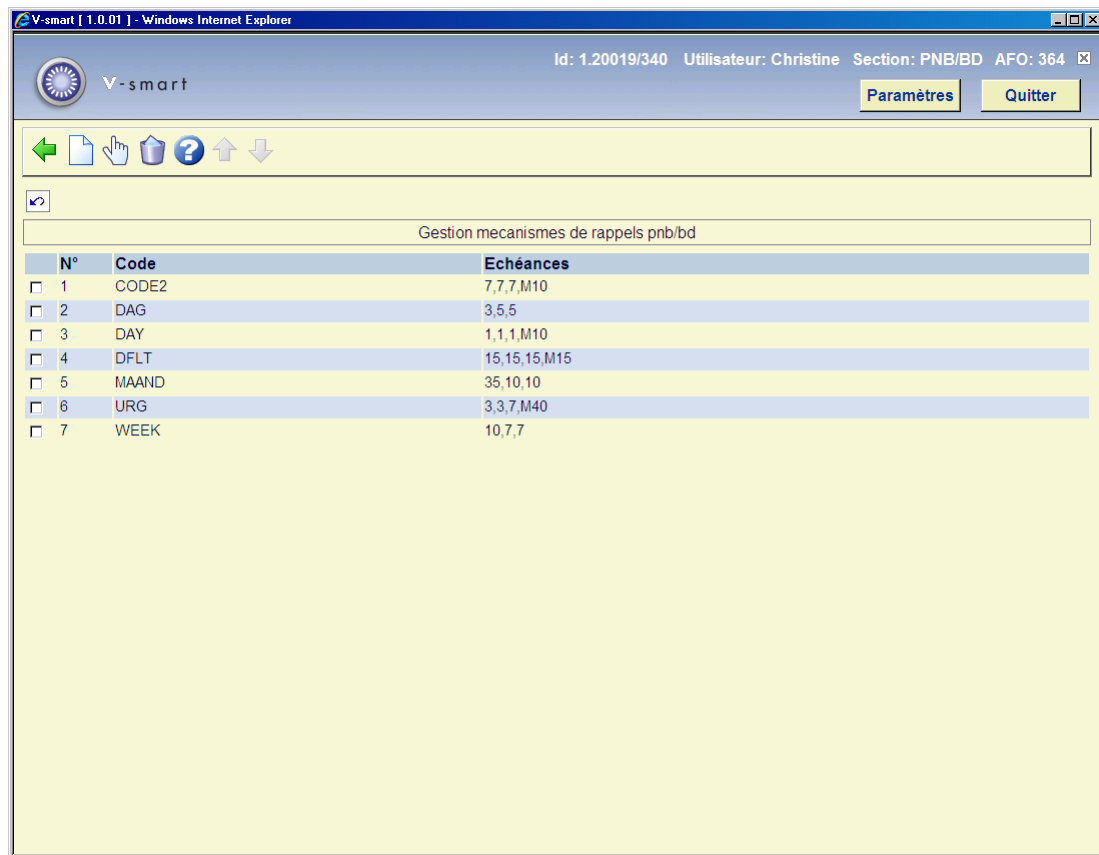 V-smart [ 1.0.01 ] - Windows Internet Explorer
Id: 1.20019/340 Utilisateur: Christine Section: PNB/BD AFO: 364
V-smart
Paramètres Quitter
Gestion mecanismes de rappels pnb/bd
N° Code Echéances
1 CODE2 7,7,7,M10
2 DAG 3,5,5
3 DAY 1,1,1,M10
4 DFLT 15,15,15,M15
5 MAAND 35,10,10
6 URG 3,3,7,M40
7 WEEK 10,7,7